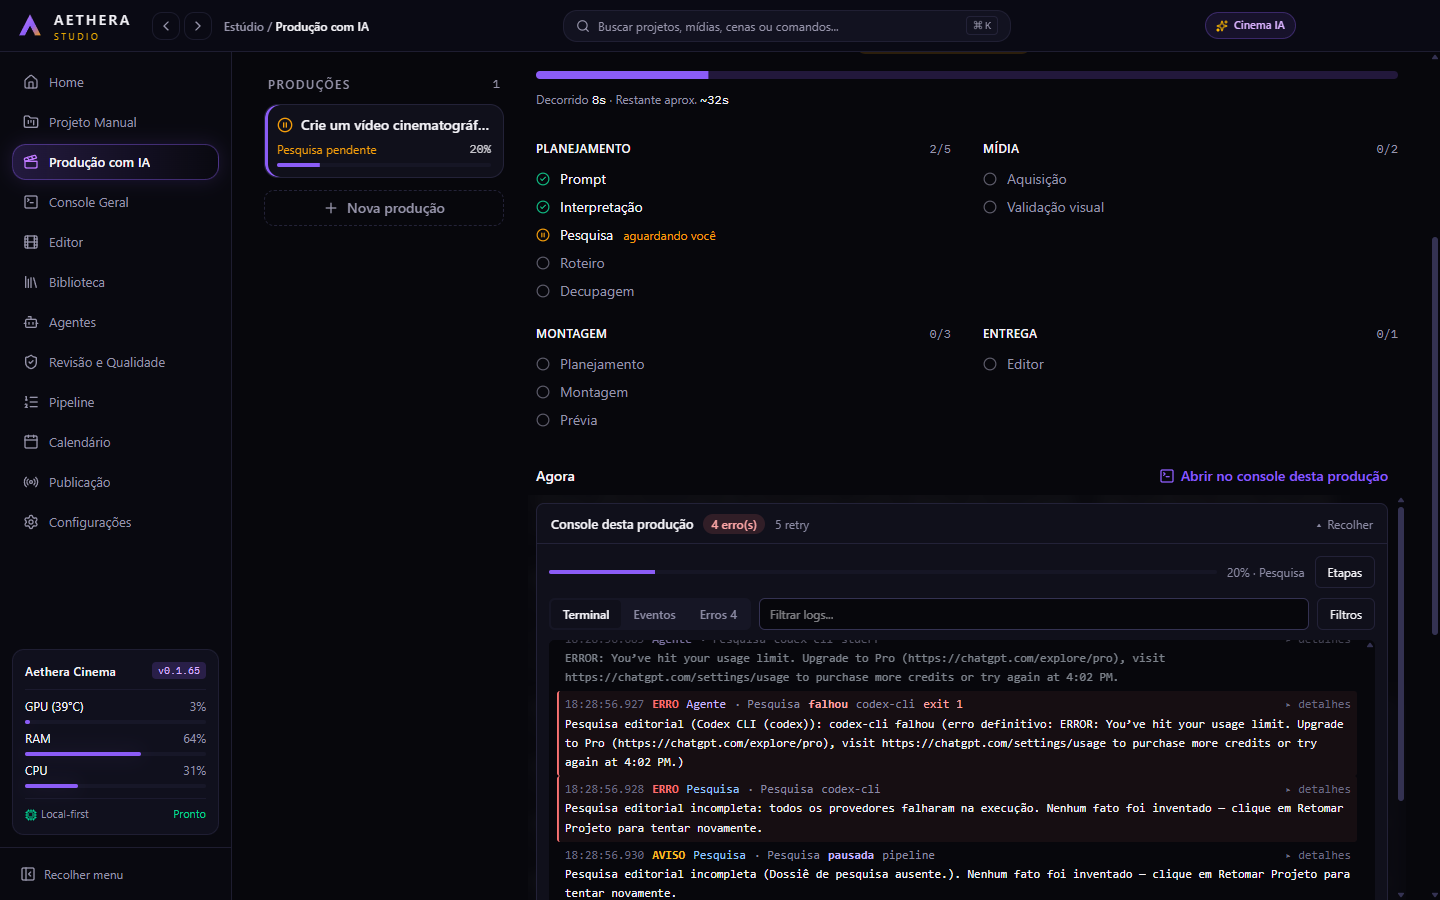 AETHERA
STUDIO
Estúdio / Produção com IA
Buscar projetos, mídias, cenas ou comandos...
⌘ K
Cinema IA
Home
Projeto Manual
Produção com IA
Console Geral
Editor
Biblioteca
Agentes
Revisão e Qualidade
Pipeline
Calendário
Publicação
Configurações
Aethera Cinema v0.1.65
GPU (39°C) 3%
RAM 64%
CPU 31%
Local-first Pronto
Recolher menu
PRODUÇÕES 1
Crie um vídeo cinematográf...
Pesquisa pendente 20%
Nova produção
Decorrido 8s · Restante aprox. ~32s
PLANEJAMENTO 2/5
Prompt
Interpretação
Pesquisa aguardando você
Roteiro
Decupagem
MÍDIA 0/2
Aquisição
Validação visual
MONTAGEM 0/3
Planejamento
Montagem
Prévia
ENTREGA 0/1
Editor
Agora
Abrir no console desta produção
Console desta produção 4 erro(s) 5 retry Recolher
20% · Pesquisa Etapas
Terminal Eventos Erros 4 Filtrar logs... Filtros
Agente · Pesquisa codex-cli stderr detalhes
ERROR: You’ve hit your usage limit. Upgrade to Pro (https://chatgpt.com/explore/pro), visit
https://chatgpt.com/settings/usage to purchase more credits or try again at 4:02 PM.
18:28:56.927 ERRO Agente · Pesquisa falhou codex-cli exit 1 detalhes
Pesquisa editorial (Codex CLI (codex)): codex-cli falhou (erro definitivo: ERROR: You’ve hit your usage limit. Upgrade
to Pro (https://chatgpt.com/explore/pro), visit https://chatgpt.com/settings/usage to purchase more credits or try
again at 4:02 PM.)
18:28:56.928 ERRO Pesquisa · Pesquisa codex-cli detalhes
Pesquisa editorial incompleta: todos os provedores falharam na execução. Nenhum fato foi inventado — clique em Retomar
Projeto para tentar novamente.
18:28:56.930 AVISO Pesquisa · Pesquisa pausada pipeline detalhes
Pesquisa editorial incompleta (Dossiê de pesquisa ausente.). Nenhum fato foi inventado — clique em Retomar Projeto para
tentar novamente.